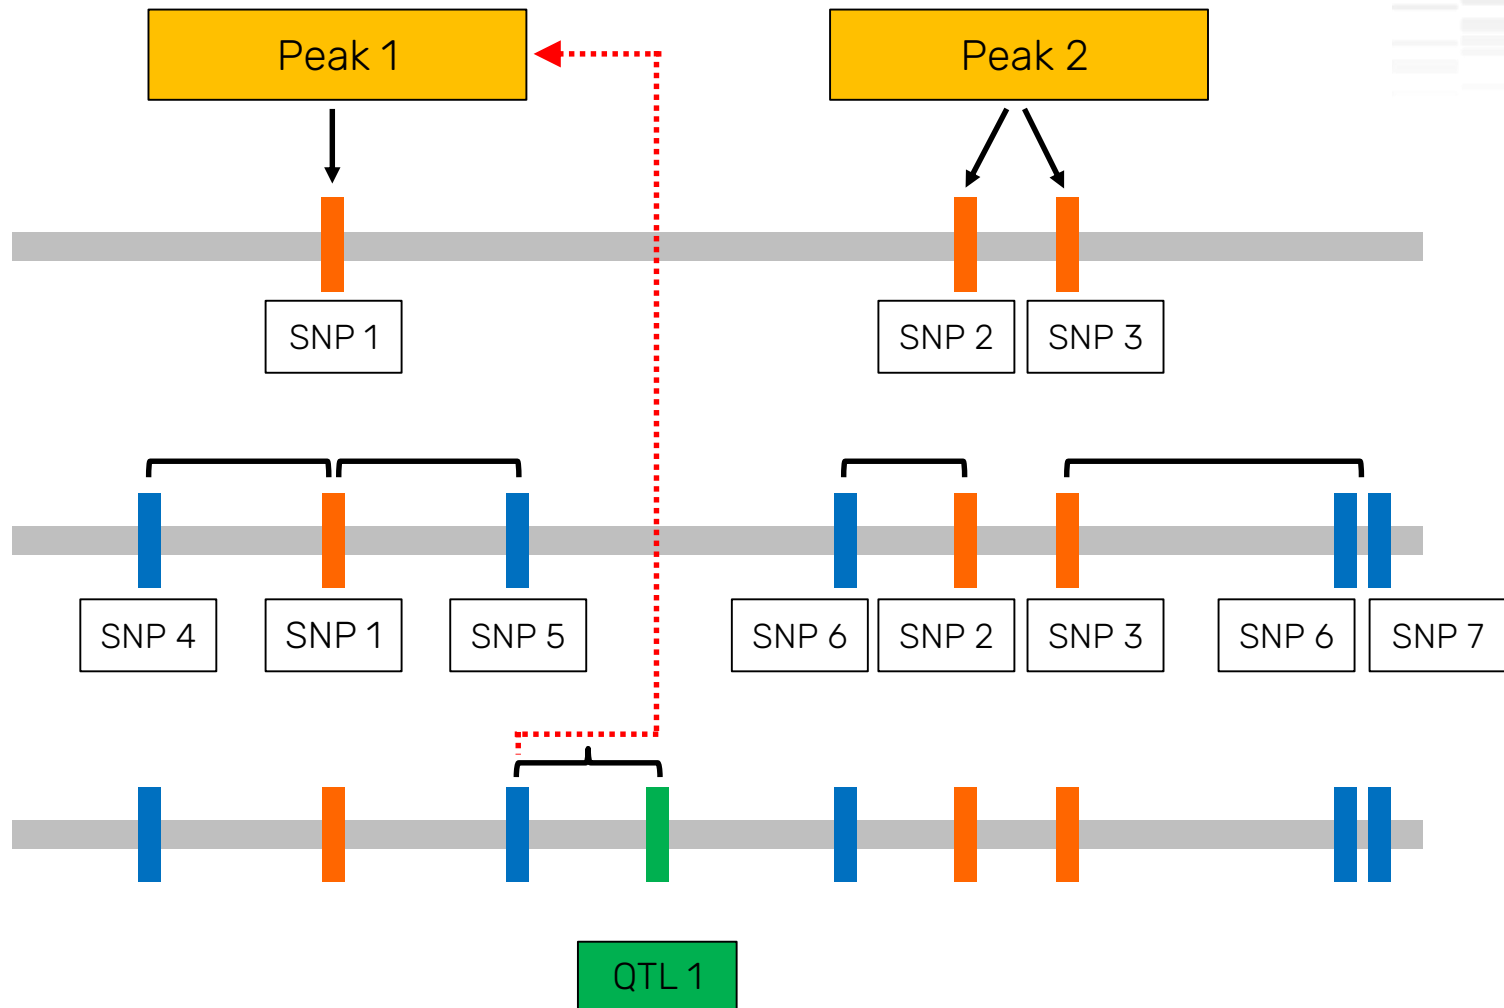 Peak 1
Peak 2
SNP 1
SNP 2
SNP 3
SNP 4
SNP 1
SNP 5
SNP 6
SNP 2
SNP 3
SNP 6
SNP 7
QTL 1